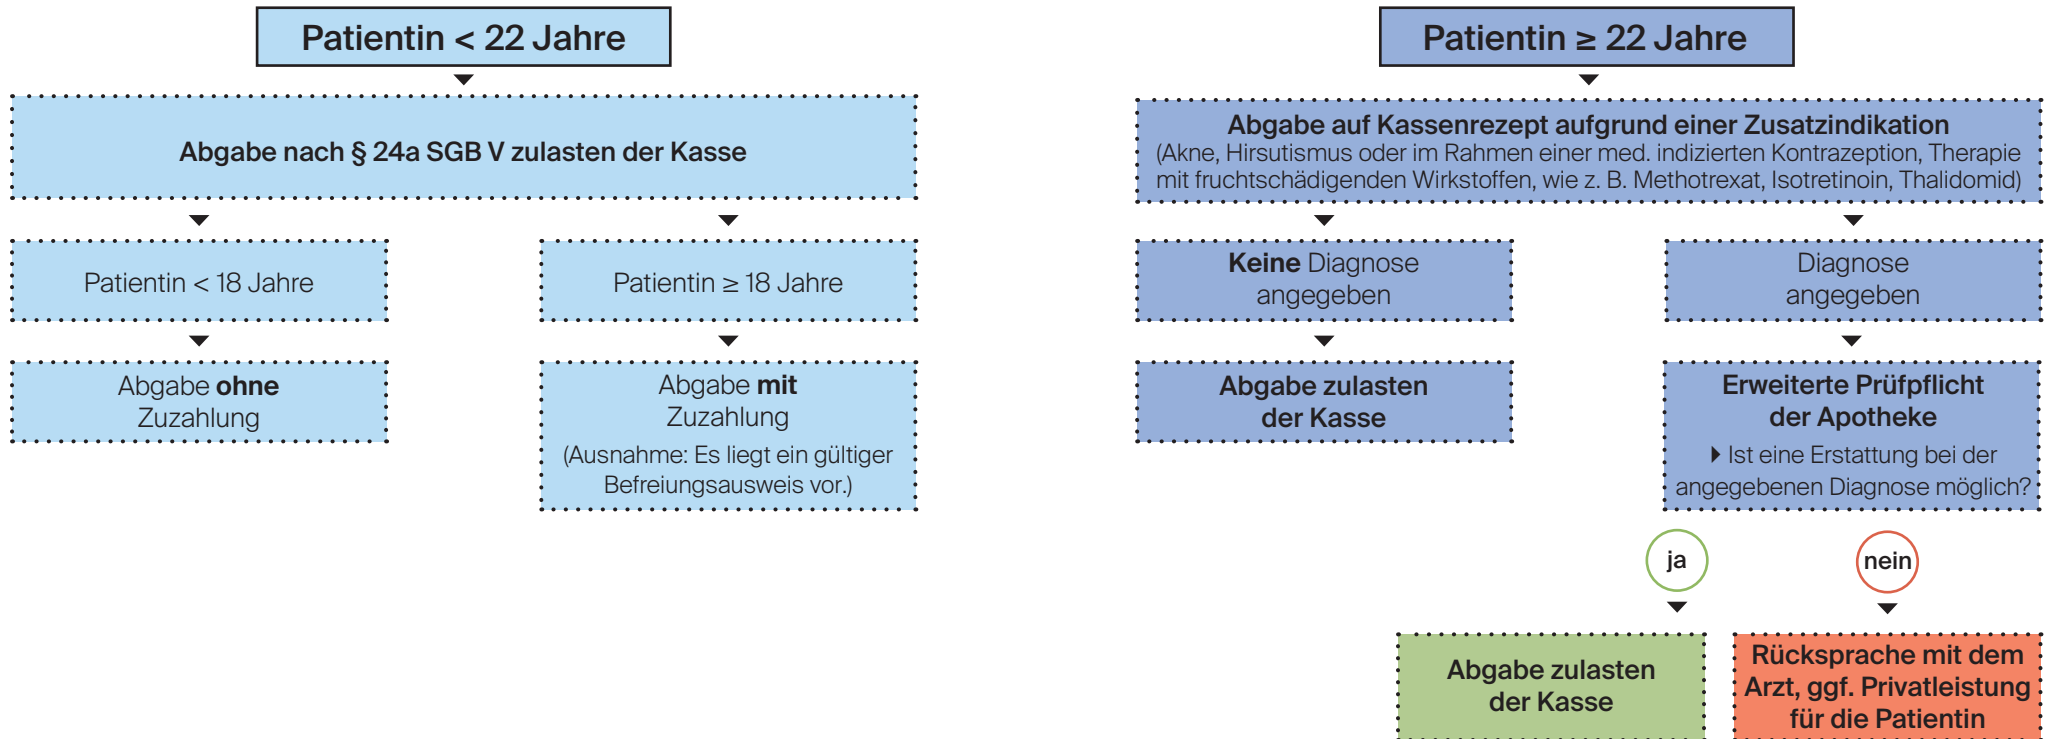 Patientin < 22 Jahre
Abgabe nach § 24a SGB V zulasten der Kasse
Patientin < 18 Jahre
Abgabe ohne
Zuzahlung
Patientin ≥ 18 Jahre
Abgabe mit
Zuzahlung
(Ausnahme: Es liegt ein gültiger
Befreiungsausweis vor.)
Patientin ≥ 22 Jahre
Abgabe auf Kassenrezept aufgrund einer Zusatzindikation
(Akne, Hirsutismus oder im Rahmen einer med. indizierten Kontrazeption, Therapie
mit fruchtschädigenden Wirkstoffen, wie z. B. Methotrexat, Isotretinoin, Thalidomid)
Keine Diagnose
angegeben
Abgabe zulasten
der Kasse
Diagnose
angegeben
Erweiterte Prüfpflicht
der Apotheke
Ist eine Erstattung bei der
angegebenen Diagnose möglich?
ja
Abgabe zulasten
der Kasse
nein
Rücksprache mit dem
Arzt, ggf. Privatleistung
für die Patientin